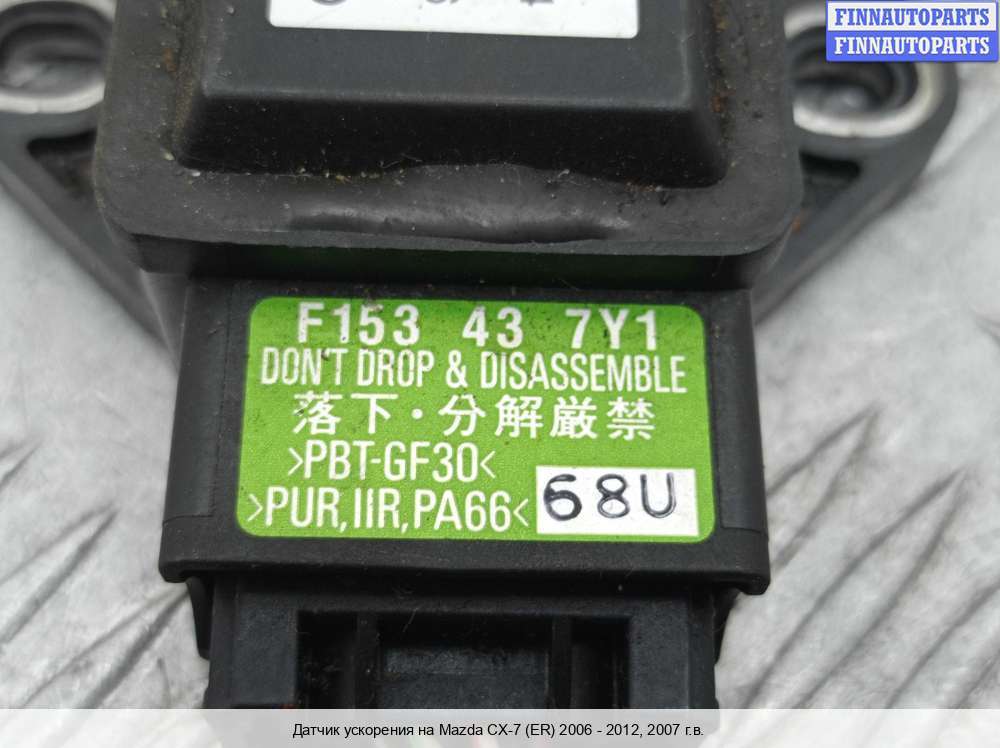 FINNAUTOPARTS
FINNAUTOPARTS
F153 43 7Y1
DON'T DROP & DISASSEMBLE
落下・分解厳禁
>PBT-GF30<
>PUR,IIR,PA66< 68U
Датчик ускорения на Mazda CX-7 (ER) 2006 - 2012, 2007 г.в.